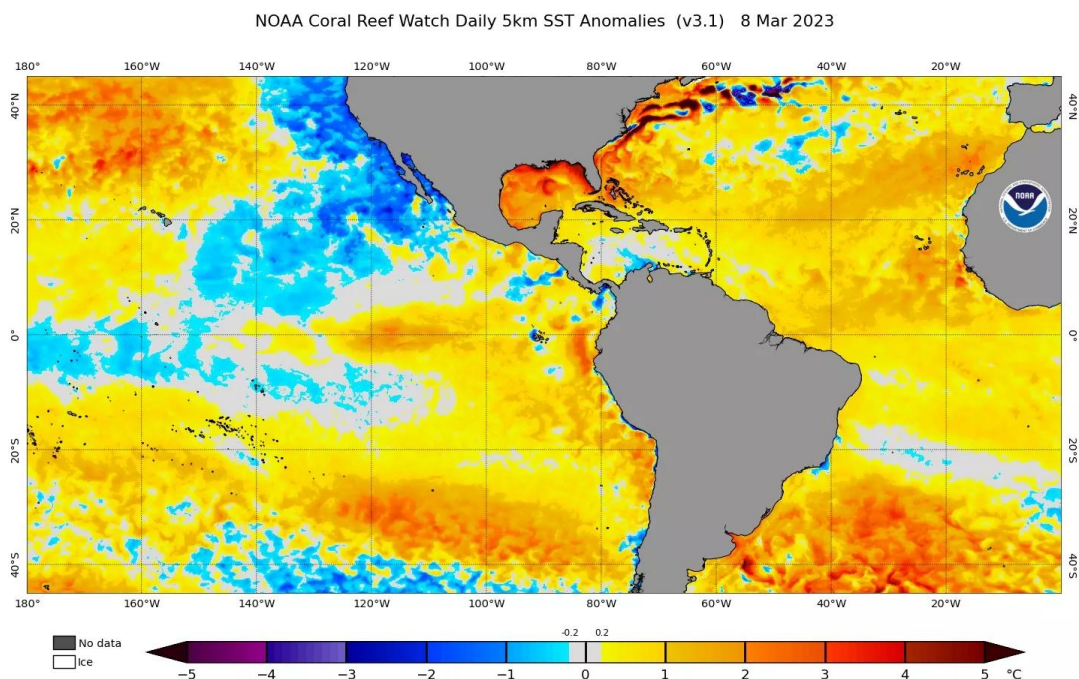 NOAA Coral Reef Watch Daily 5km SST Anomalies (v3.1) 8 Mar 2023
180° 160°W 140°W 120°W 100°W 80°W 60°W 40°W 20°W
40°N 40°N
20°N 20°N
NOAA
0° 0°
20°S 20°S
40°S 40°S
180° 160°W 140°W 120°W 100°W 80°W 60°W 40°W 20°W
-0.2 0.2
No data
Ice
−5 −4 −3 −2 −1 0 1 2 3 4 5 °C